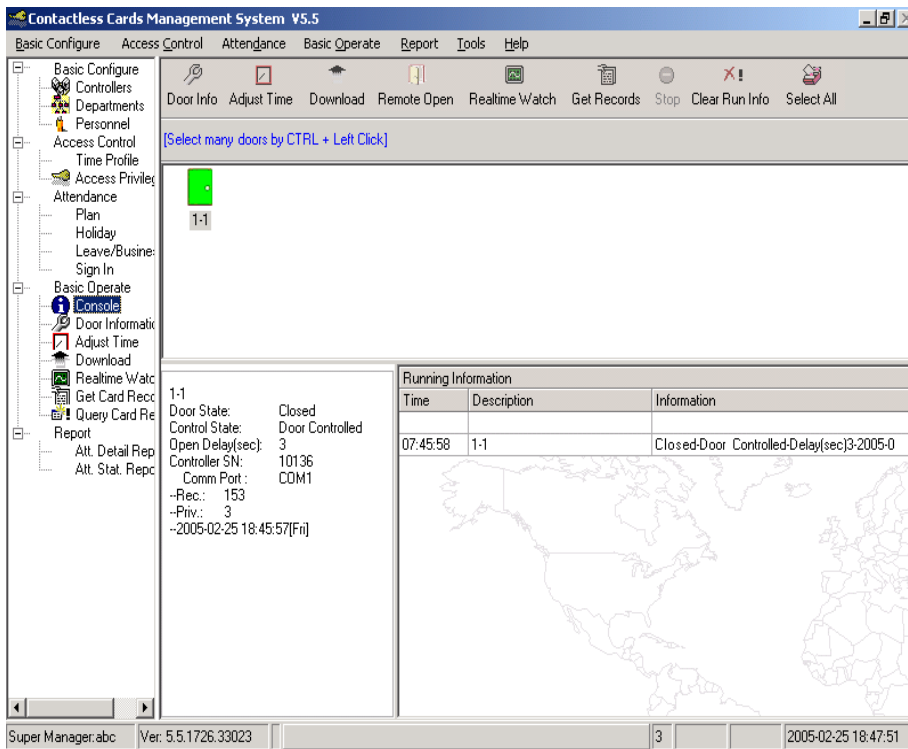 Contactless Cards Management System V5.5
Basic Configure Access Control Attendance Basic Operate Report Tools Help
Basic Configure
Controllers
Departments
Personnel
Access Control
Time Profile
Access Privileg
Attendance
Plan
Holiday
Leave/Busine
Sign In
Basic Operate
Console
Door Informatio
Adjust Time
Download
Realtime Watc
Get Card Reco
Query Card Re
Report
Att. Detail Rep
Att. Stat. Repo
Door Info Adjust Time Download Remote Open Realtime Watch Get Records Stop Clear Run Info Select All
[Select many doors by CTRL + Left Click]
1-1
1-1
Door State: Closed
Control State: Door Controlled
Open Delay(sec): 3
Controller SN: 10136
Comm Port : COM1
--Rec.: 153
--Priv.: 3
--2005-02-25 18:45:57[Fri]
Running Information
Time Description Information
07:45:58 1-1 Closed-Door Controlled-Delay(sec)3-2005-0
Super Manager:abc Ver: 5.5.1726.33023 3 2005-02-25 18:47:51